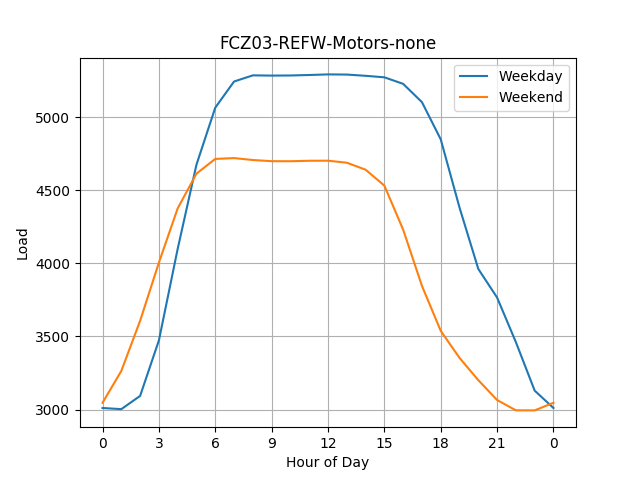 FCZ03-REFW-Motors-none
Weekday
Weekend
5000
4500
4000
3500
3000
Load
0 3 6 9 12 15 18 21 0
Hour of Day